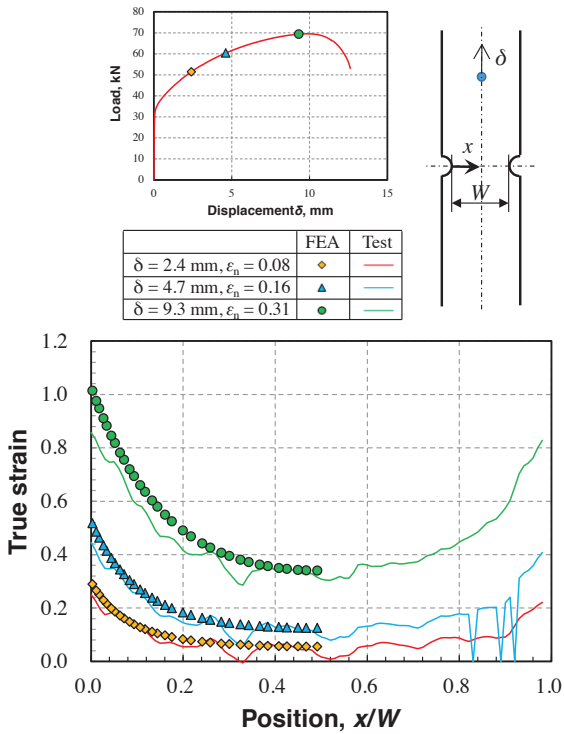 80
70
60
50
40
30
20
10
0
Load, kN
0 5 10 15
Displacementδ, mm
δ
x
W
FEA Test
δ = 2.4 mm, εn = 0.08
δ = 4.7 mm, εn = 0.16
δ = 9.3 mm, εn = 0.31
1.2
1.0
0.8
0.6
0.4
0.2
0.0
True strain
0.0 0.2 0.4 0.6 0.8 1.0
Position, x/W